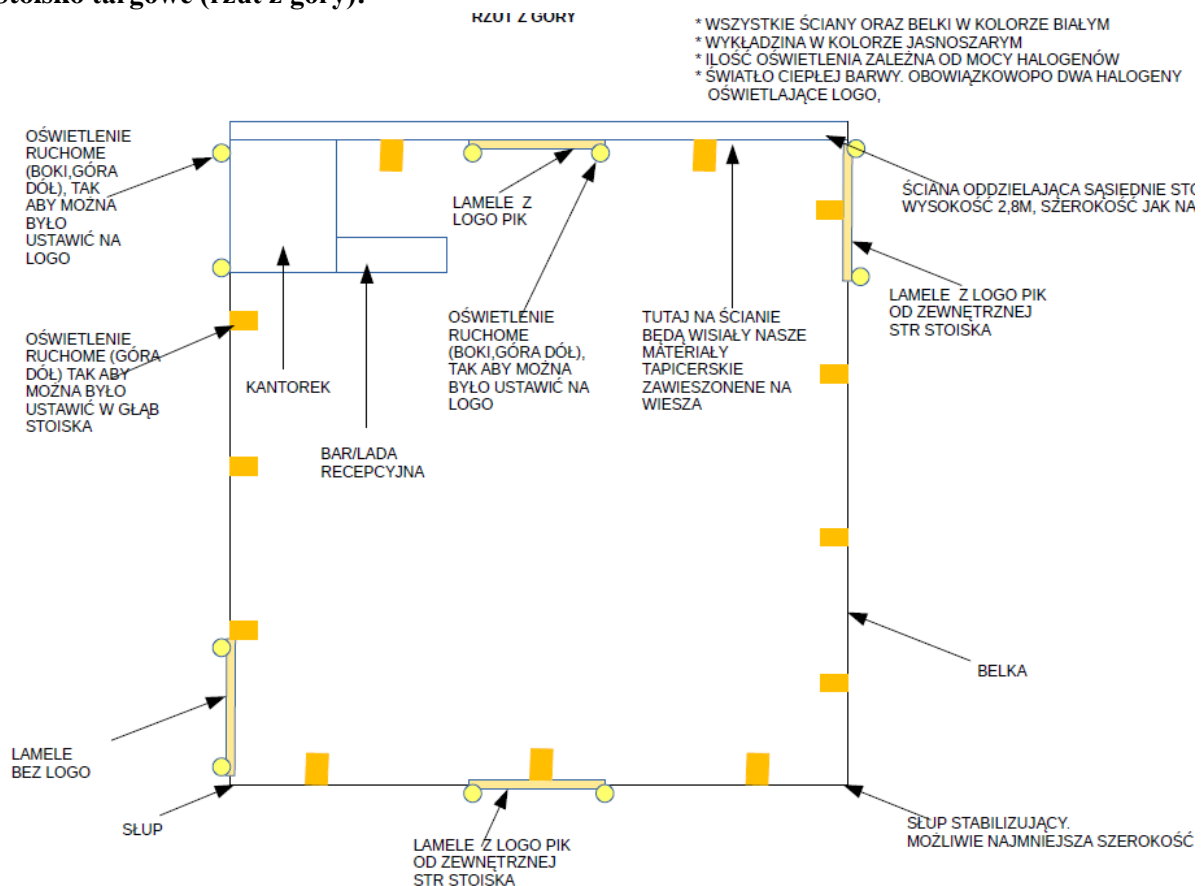 Stoisko targowe (rzut z góry):
RZUT Z GÓRY
* WSZYSTKIE ŚCIANY ORAZ BELKI W KOLORZE BIAŁYM
* WYKŁADZINA W KOLORZE JASNOSZARYM
* ILOŚĆ OŚWIETLENIA ZALEŻNA OD MOCY HALOGENÓW
* ŚWIATŁO CIEPŁEJ BARWY. OBOWIĄZKOWOPO DWA HALOGENY
OŚWIETLAJĄCE LOGO,
OŚWIETLENIE
RUCHOME
(BOKI,GÓRA
DÓŁ), TAK
ABY MOŻNA
BYŁO
USTAWIĆ NA
LOGO
LAMELE Z
LOGO PIK
ŚCIANA ODDZIELAJĄCA SĄSIEDNIE STO
WYSOKOŚĆ 2,8M, SZEROKOŚĆ JAK NA
LAMELE Z LOGO PIK
OD ZEWNĘTRZNEJ
STR STOISKA
OŚWIETLENIE
RUCHOME (GÓRA
DÓŁ) TAK ABY
MOŻNA BYŁO
USTAWIĆ W GŁĄB
STOISKA
KANTOREK
BAR/LADA
RECEPCYJNA
OŚWIETLENIE
RUCHOME
(BOKI,GÓRA DÓŁ),
TAK ABY MOŻNA
BYŁO USTAWIĆ NA
LOGO
TUTAJ NA ŚCIANIE
BĘDĄ WISIAŁY NASZE
MATERIAŁY
TAPICERSKIE
ZAWIESZONENE NA
WIESZA
BELKA
LAMELE
BEZ LOGO
SŁUP
LAMELE Z LOGO PIK
OD ZEWNĘTRZNEJ
STR STOISKA
SŁUP STABILIZUJĄCY.
MOŻLIWIE NAJMNIEJSZA SZEROKOŚĆ